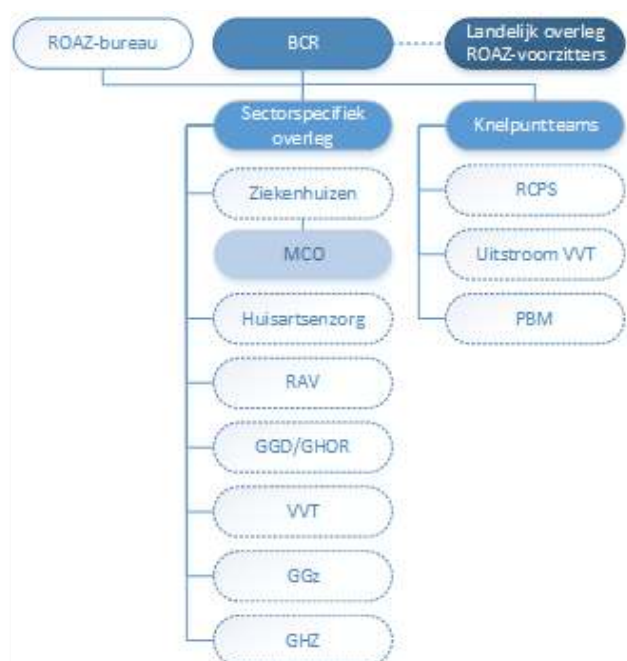 ROAZ-bureau
BCR
Landelijk overleg
ROAZ-voorzitters
Sectorspecifiek
overleg
Knelpuntteams
Ziekenhuizen
RCPS
MCO
Uitstroom VVT
Huisartsenzorg
PBM
RAV
GGD/GHOR
VVT
GGz
GHZ